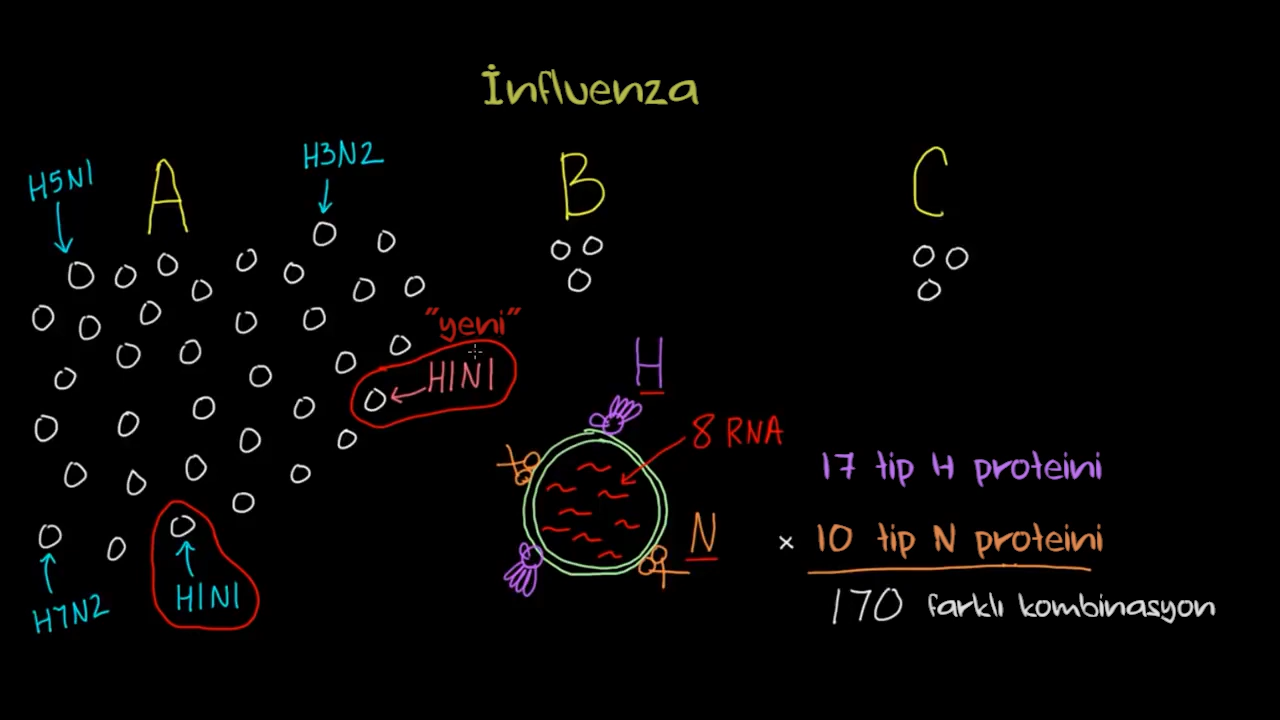 İnfluenza
A
B
C
H5N1
H3N2
"yeni"
H1N1
H7N2
H1N1
H
8 RNA
N
17 tip H proteini
x 10 tip N proteini
170 farklı kombinasyon